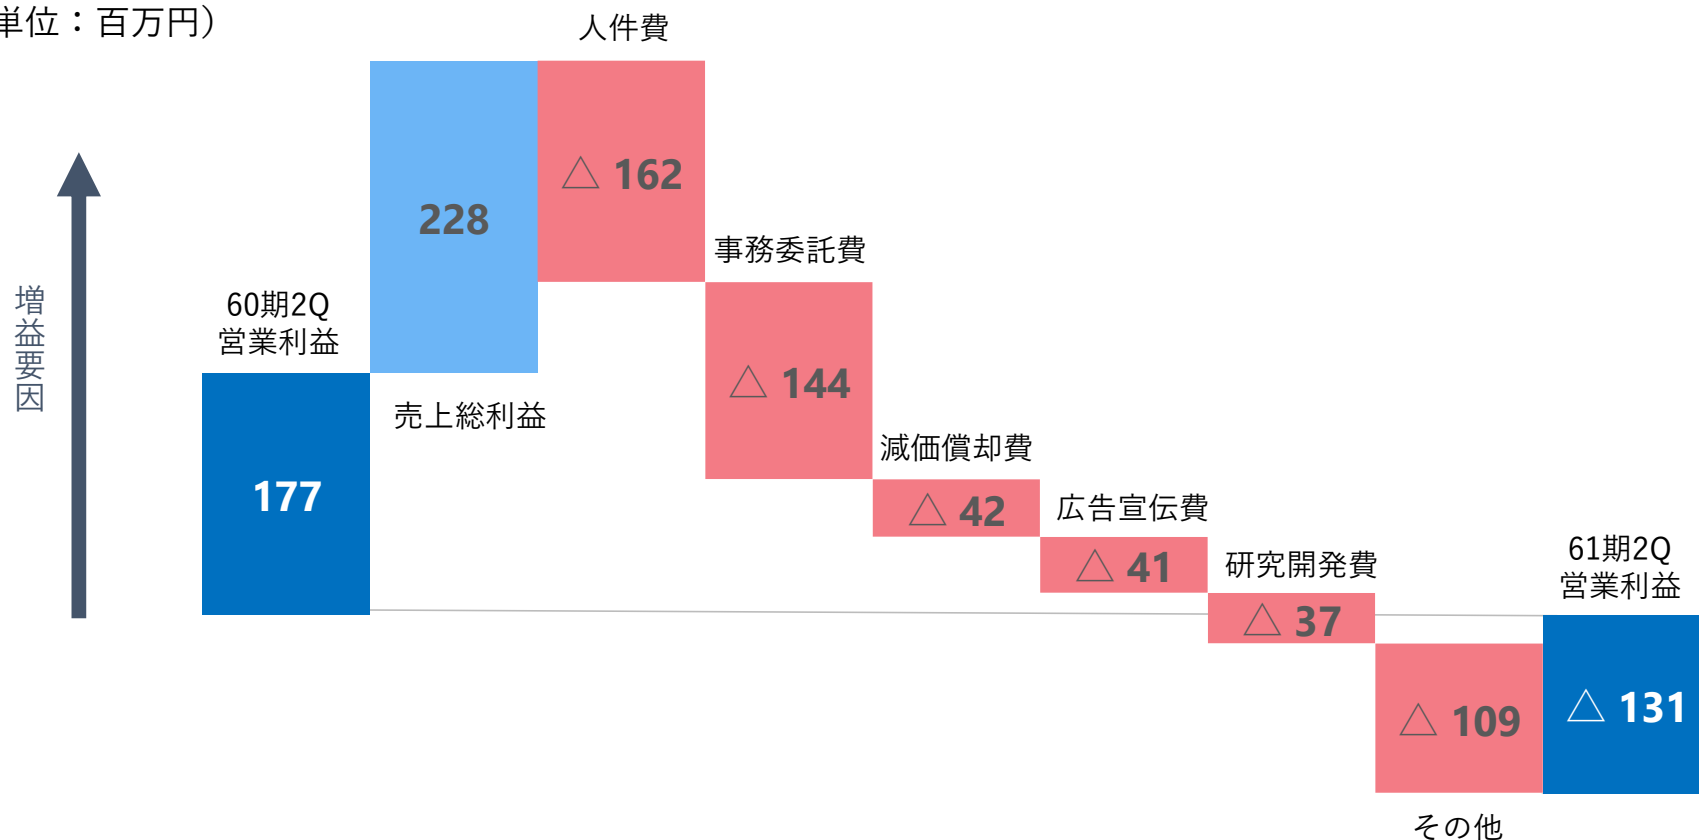 単位：百万円）
人件費
△ 162
228
事務委託費
増益要因
60期2Q
営業利益
△ 144
売上総利益
減価償却費
177
△ 42
広告宣伝費
△ 41
研究開発費
△ 37
61期2Q
営業利益
△ 109
△ 131
その他